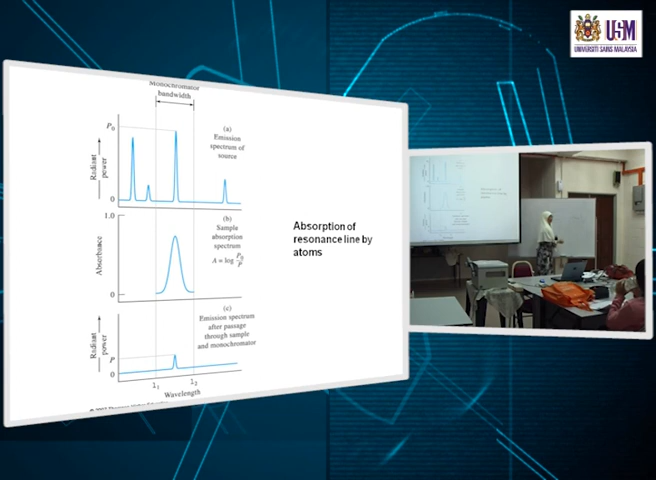 USM
UNIVERSITI SAINS MALAYSIA
Monochromator
bandwidth
P0
Radiant
power
0
(a)
Emission
spectrum of
source
1.0
Absorbance
0
(b)
Sample
absorption
spectrum
A = log P0/P
Absorption of
resonance line by
atoms
Radiant
power
P
0
(c)
Emission spectrum
after passage
through sample
and monochromator
λ1
λ2
Wavelength